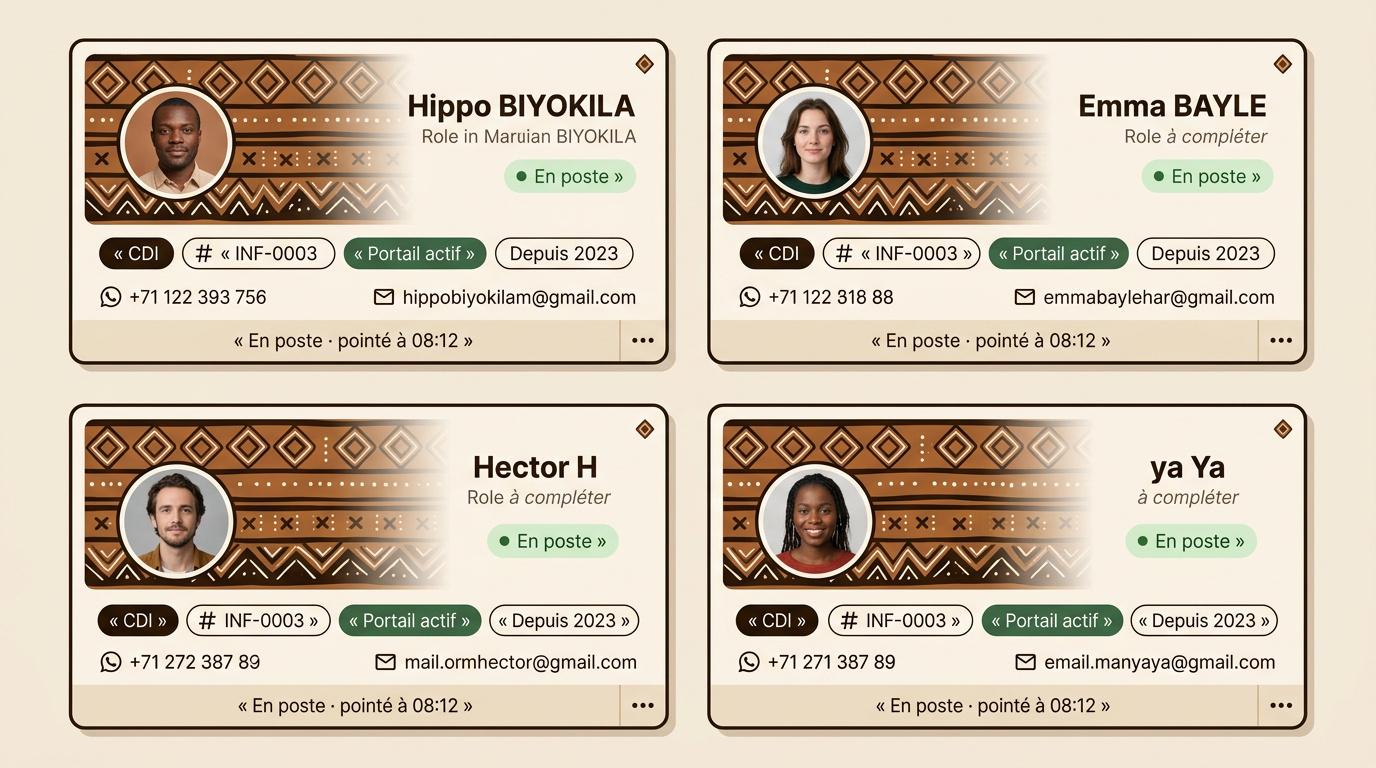 Hippo BIYOKILA
Role in Maruian BIYOKILA
En poste »
« CDI
# « INF-0003
« Portail actif »
Depuis 2023
+71 122 393 756
hippobiyokilam@gmail.com
« En poste · pointé à 08:12 »
Emma BAYLE
Role à compléter
En poste »
« CDI
# « INF-0003 »
« Portail actif »
Depuis 2023
+71 122 318 88
emmabaylehar@gmail.com
« En poste · pointé à 08:12 »
Hector H
Role à compléter
En poste »
« CDI »
# INF-0003 »
« Portail actif »
« Depuis 2023 »
+71 272 387 89
mail.ormhector@gmail.com
« En poste · pointé à 08:12 »
ya Ya
à compléter
En poste »
« CDI »
# INF-0003 »
« Portail actif »
« Depuis 2023 »
+71 271 387 89
email.manyaya@gmail.com
« En poste · pointé à 08:12 »